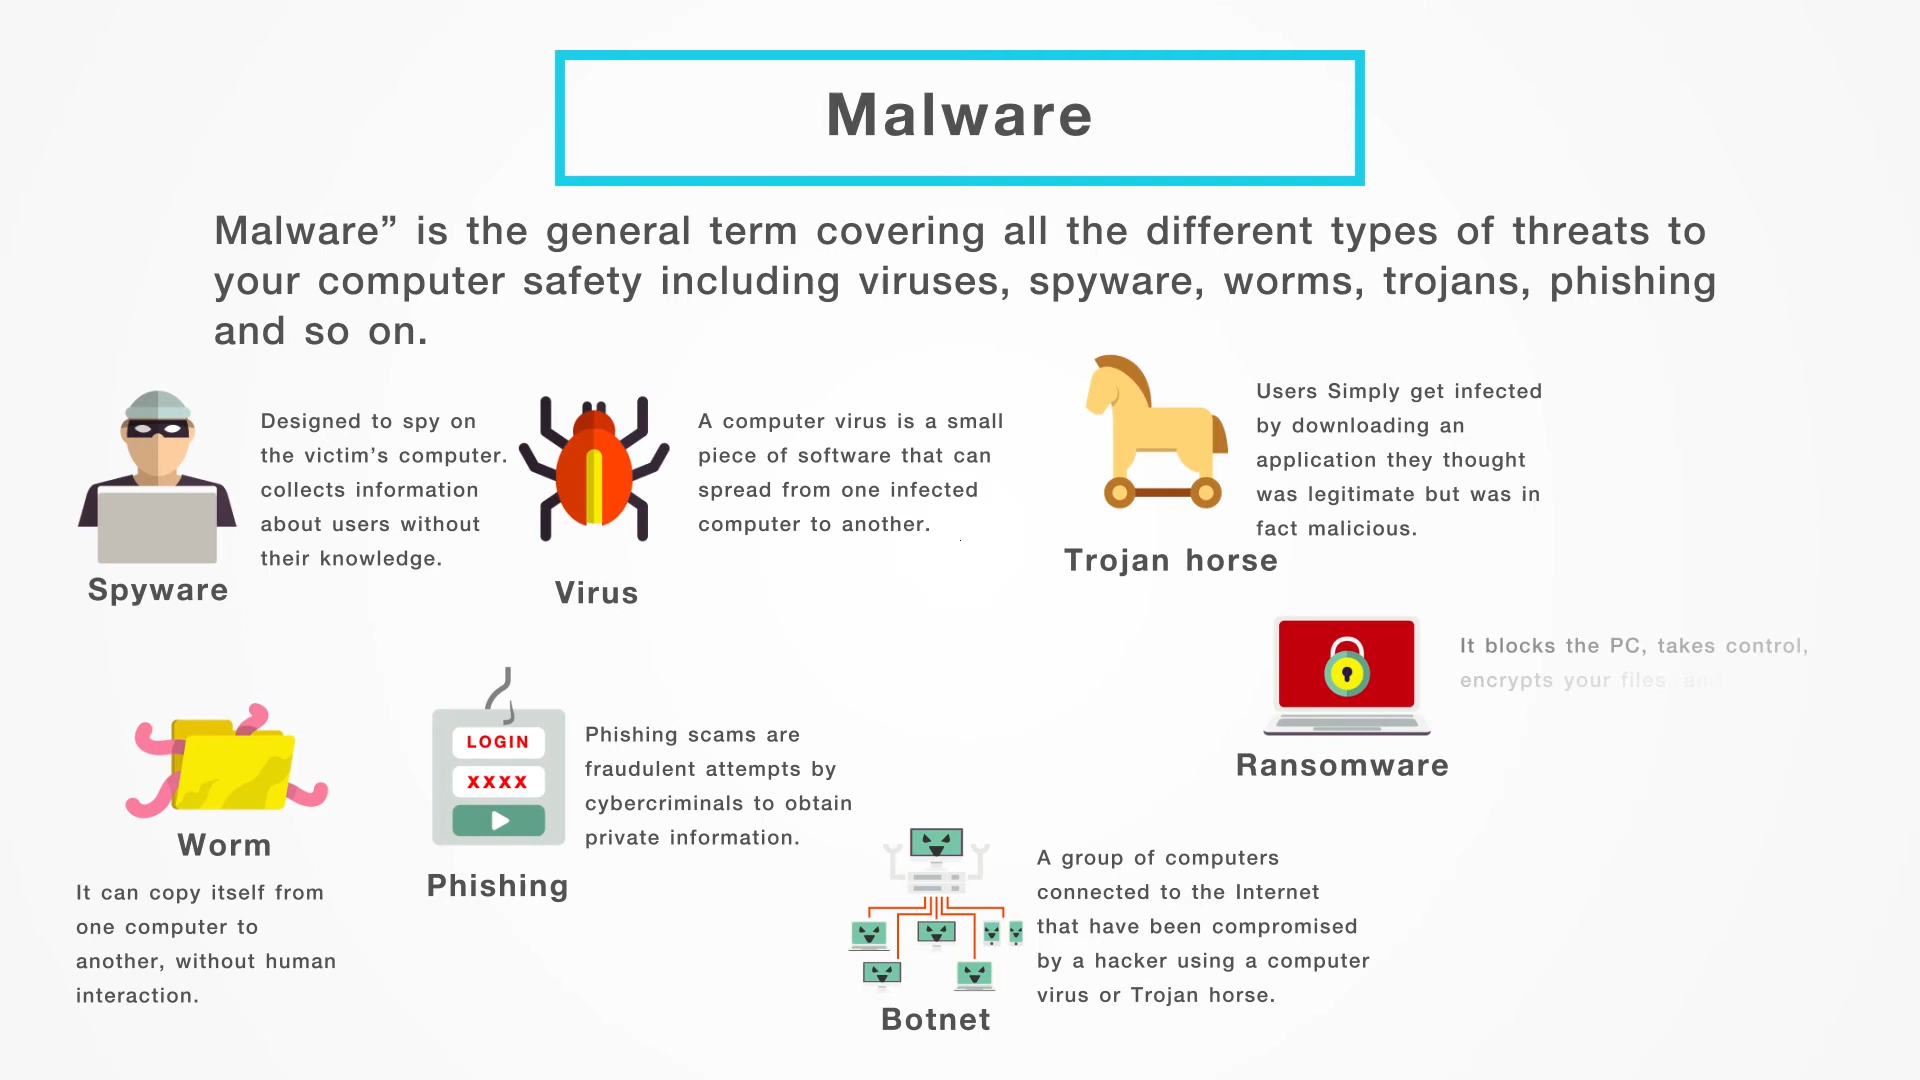 Malware
Malware” is the general term covering all the different types of threats to
your computer safety including viruses, spyware, worms, trojans, phishing
and so on.
Designed to spy on
the victim’s computer.
collects information
about users without
their knowledge.
Spyware
A computer virus is a small
piece of software that can
spread from one infected
computer to another.
Virus
Users Simply get infected
by downloading an
application they thought
was legitimate but was in
fact malicious.
Trojan horse
It blocks the PC, takes control,
encrypts your files, and
Ransomware
Worm
It can copy itself from
one computer to
another, without human
interaction.
LOGIN
XXXX
Phishing scams are
fraudulent attempts by
cybercriminals to obtain
private information.
Phishing
A group of computers
connected to the Internet
that have been compromised
by a hacker using a computer
virus or Trojan horse.
Botnet